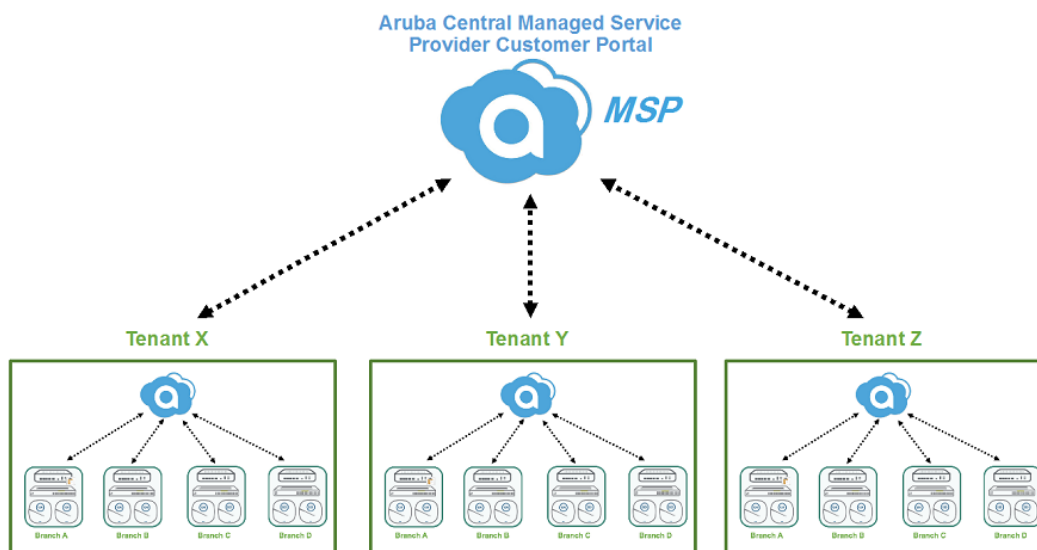 Aruba Central Managed Service
Provider Customer Portal
MSP
Tenant X
Tenant Y
Tenant Z
Branch A
Branch B
Branch C
Branch D
Branch A
Branch B
Branch C
Branch D
Branch A
Branch B
Branch C
Branch D